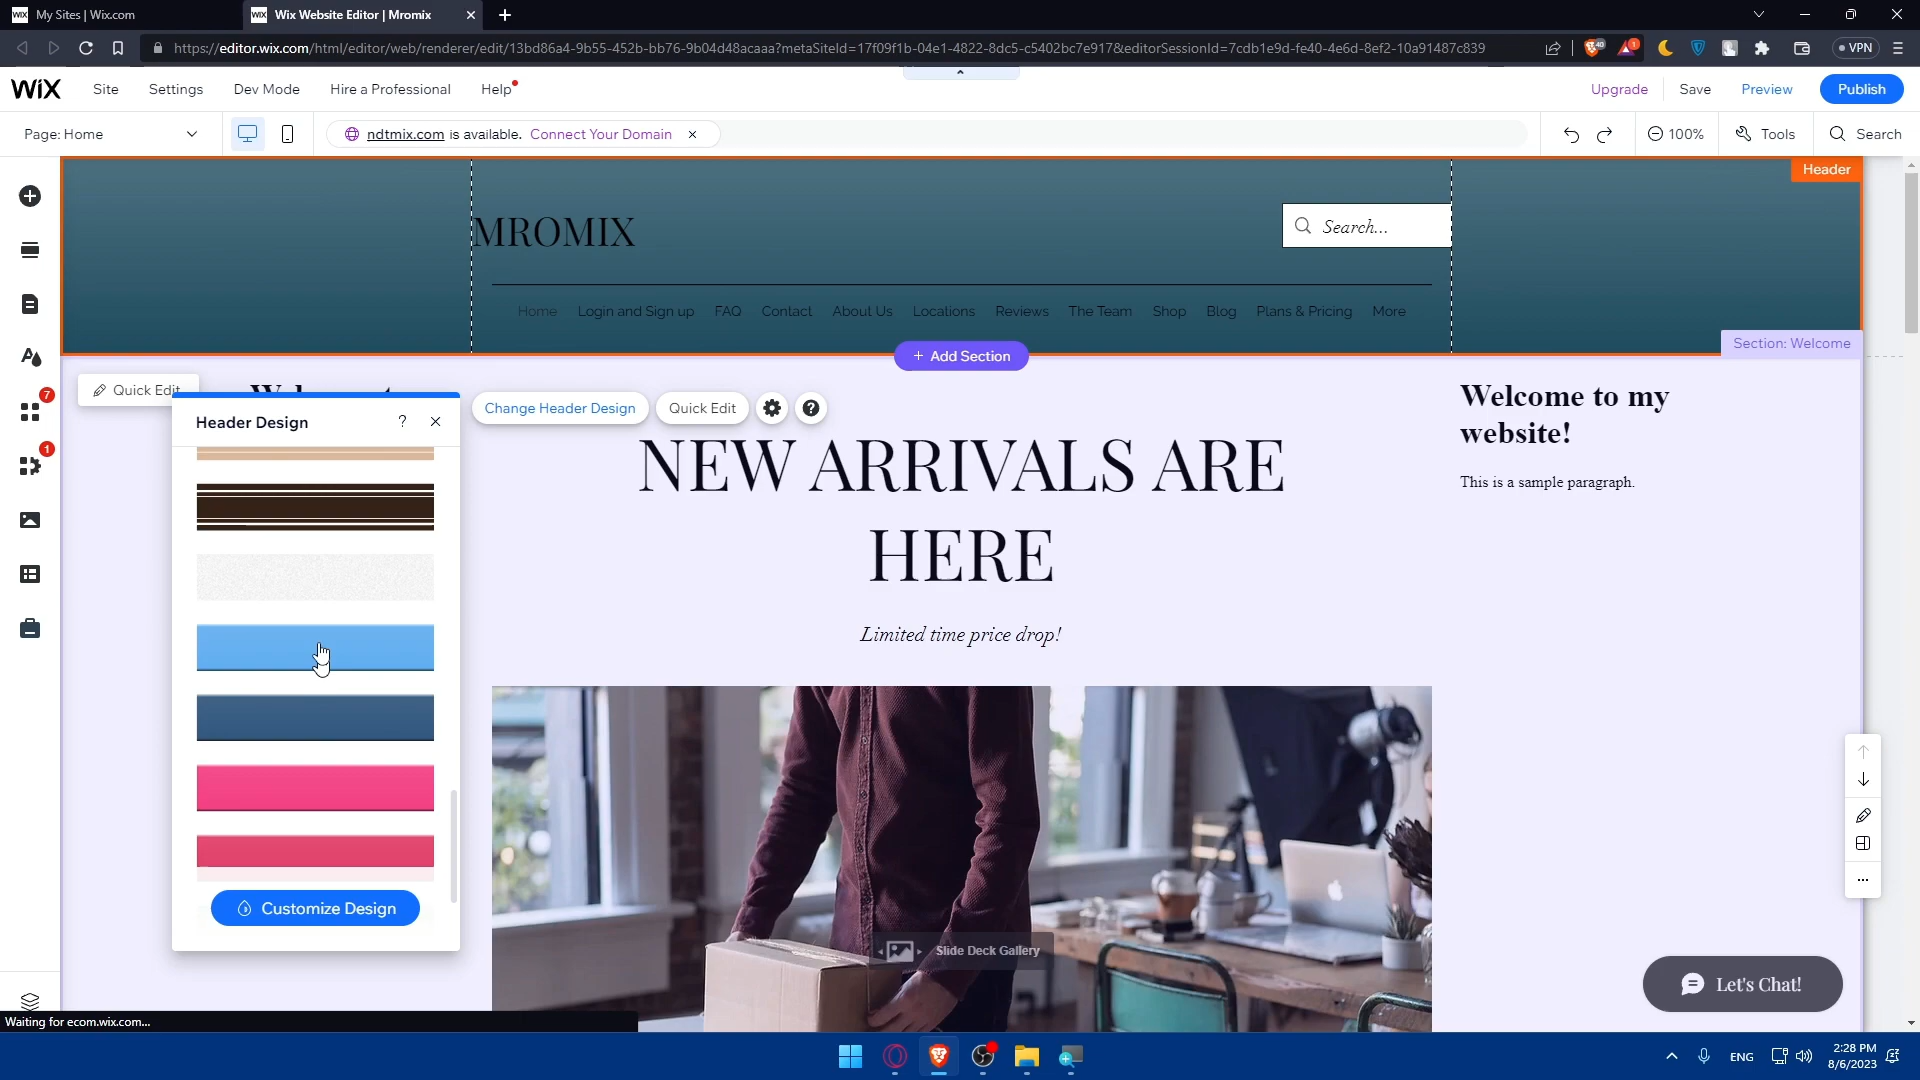 My Sites | Wix.com
Wix Website Editor | Mromix
https://editor.wix.com/html/editor/web/renderer/edit/13bd86a4-9b55-452b-bb76-9b04d48acaaa?metaSiteId=17f09f1b-04e1-4822-8dc5-c5402bc7e917&editorSessionId=7cdb1e9d-fe40-4e6d-8ef2-10a91487c839
VPN
WIX Site Settings Dev Mode Hire a Professional Help Upgrade Save Preview Publish
Page: Home
ndtmix.com is available. Connect Your Domain
100% Tools Search
Header
MROMIX
Search...
Home Login and Sign up FAQ Contact About Us Locations Reviews The Team Shop Blog Plans & Pricing More
Section: Welcome
+ Add Section
Quick Edit
Header Design ?
Change Header Design Quick Edit
Welcome to my
website!
This is a sample paragraph.
NEW ARRIVALS ARE
HERE
Limited time price drop!
Customize Design
Slide Deck Gallery
Let's Chat!
7
1
Waiting for ecom.wix.com...
ENG
2:28 PM
8/6/2023